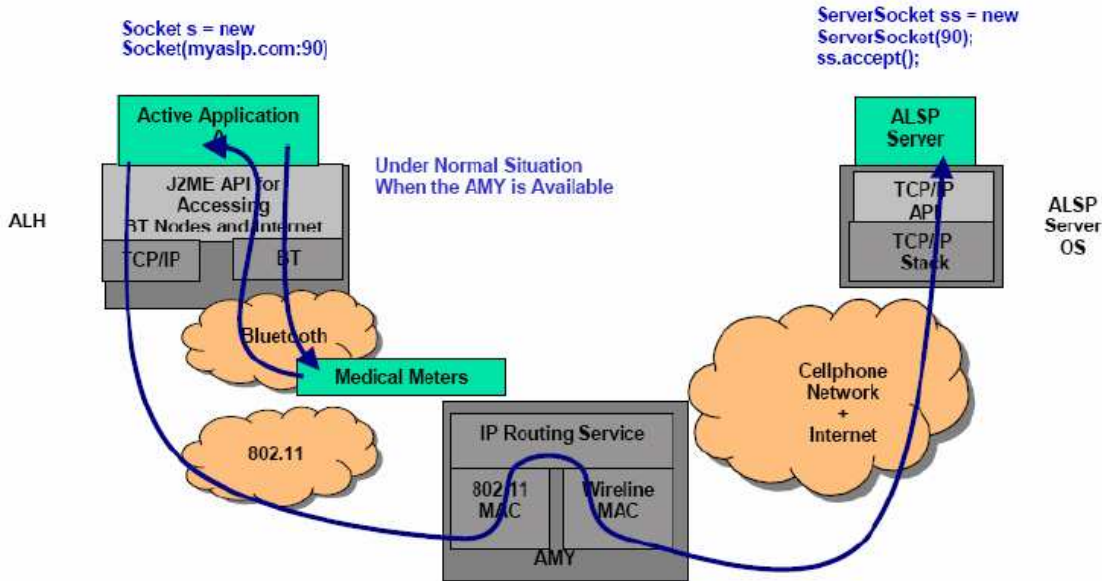 Socket s = new
Socket(myaslp.com:90)
ServerSocket ss = new
ServerSocket(90);
ss.accept();
Active Application
ALSP
Server
Under Normal Situation
When the AMY is Available
J2ME API for
Accessing
BT Nodes and Internet
ALH
TCP/IP
BT
TCP/IP
API
TCP/IP
Stack
ALSP
Server
OS
Bluetooth
Medical Meters
Cellphone
Network
+
Internet
802.11
IP Routing Service
802.11
MAC
Wireline
MAC
AMY